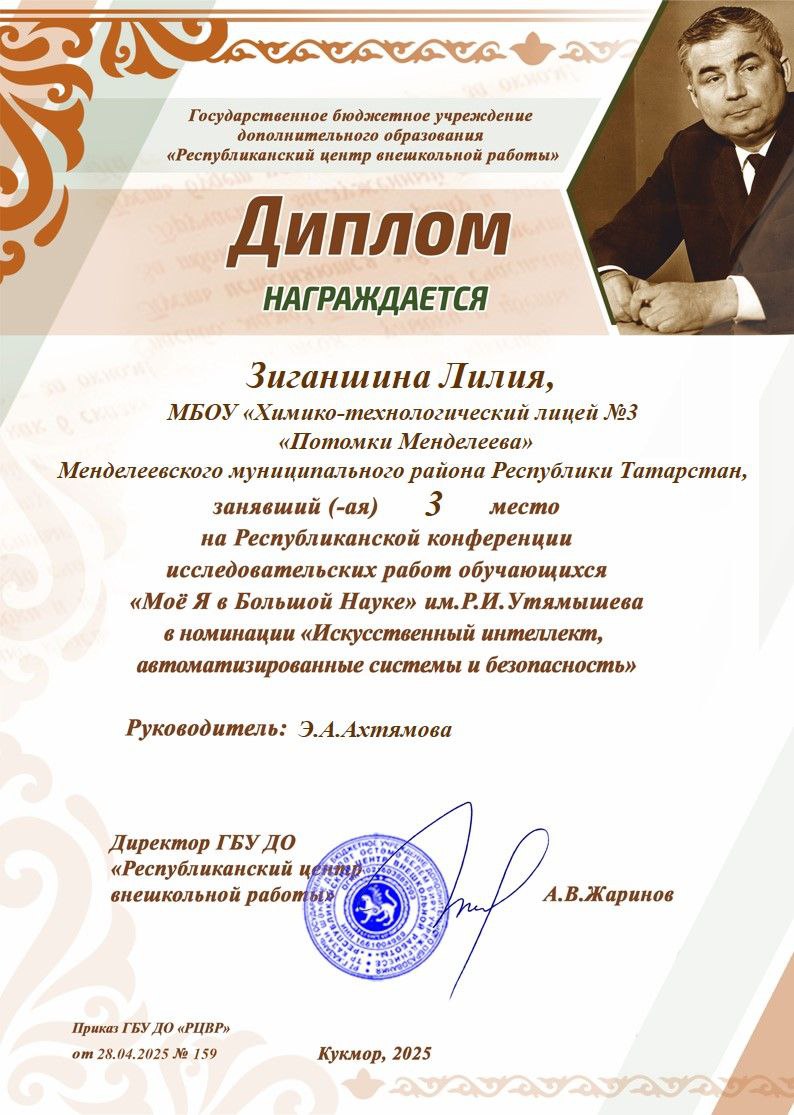 Государственное бюджетное учреждение
дополнительного образования
«Республиканский центр внешкольной работы»
Диплом
НАГРАЖДАЕТСЯ
Зиганшина Лилия,
МБОУ «Химико-технологический лицей №3
«Потомки Менделеева»
Менделеевского муниципального района Республики Татарстан,
занявший (-ая) 3 место
на Республиканской конференции
исследовательских работ обучающихся
«Моё Я в Большой Науке» им.Р.И.Утямышева
в номинации «Искусственный интеллект,
автоматизированные системы и безопасность»
Руководитель: Э.А.Ахтямова
Директор ГБУ ДО
«Республиканский центр
внешкольной работы»
А.В.Жаринов
Приказ ГБУ ДО «РЦВР»
от 28.04.2025 № 159
Кукмор, 2025